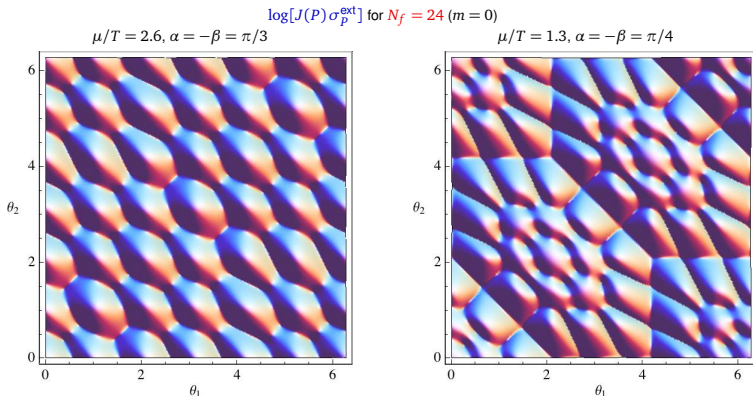 log[J(P)σ_P^ext] for N_f = 24 (m = 0)
μ/T = 2.6, α = −β = π/3
μ/T = 1.3, α = −β = π/4
6
4
θ₂
2
0
0 2 4 6
θ₁
6
4
θ₂
2
0
0 2 4 6
θ₁